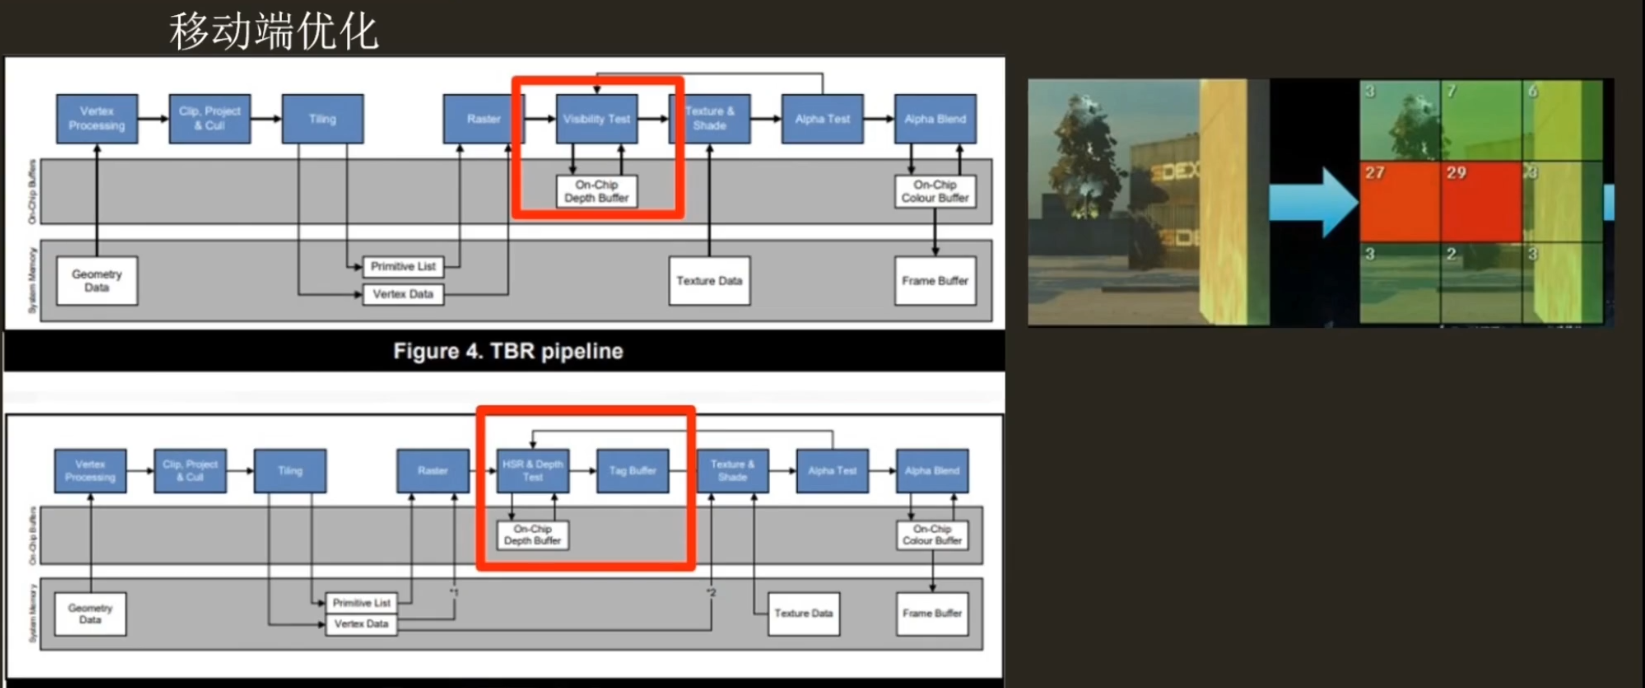 移动端优化
Vertex
Processing
Clip, Project
& Cull
Tiling
Raster
Visibility Test
Texture &
Shade
Alpha Test
Alpha Blend
On-Chip Buffers
On-Chip
Depth Buffer
On-Chip
Colour Buffer
System Memory
Geometry
Data
Primitive List
Vertex Data
Texture Data
Frame Buffer
Figure 4. TBR pipeline
SDEX
SDE
3
7
6
27
29
3
3
2
3
Vertex
Processing
Clip, Project
& Cull
Tiling
Raster
HSR & Depth
Test
Tag Buffer
Texture &
Shade
Alpha Test
Alpha Blend
On-Chip Buffers
On-Chip
Depth Buffer
On-Chip
Colour Buffer
System Memory
Geometry
Data
Primitive List
Vertex Data
*1
*2
Texture Data
Frame Buffer